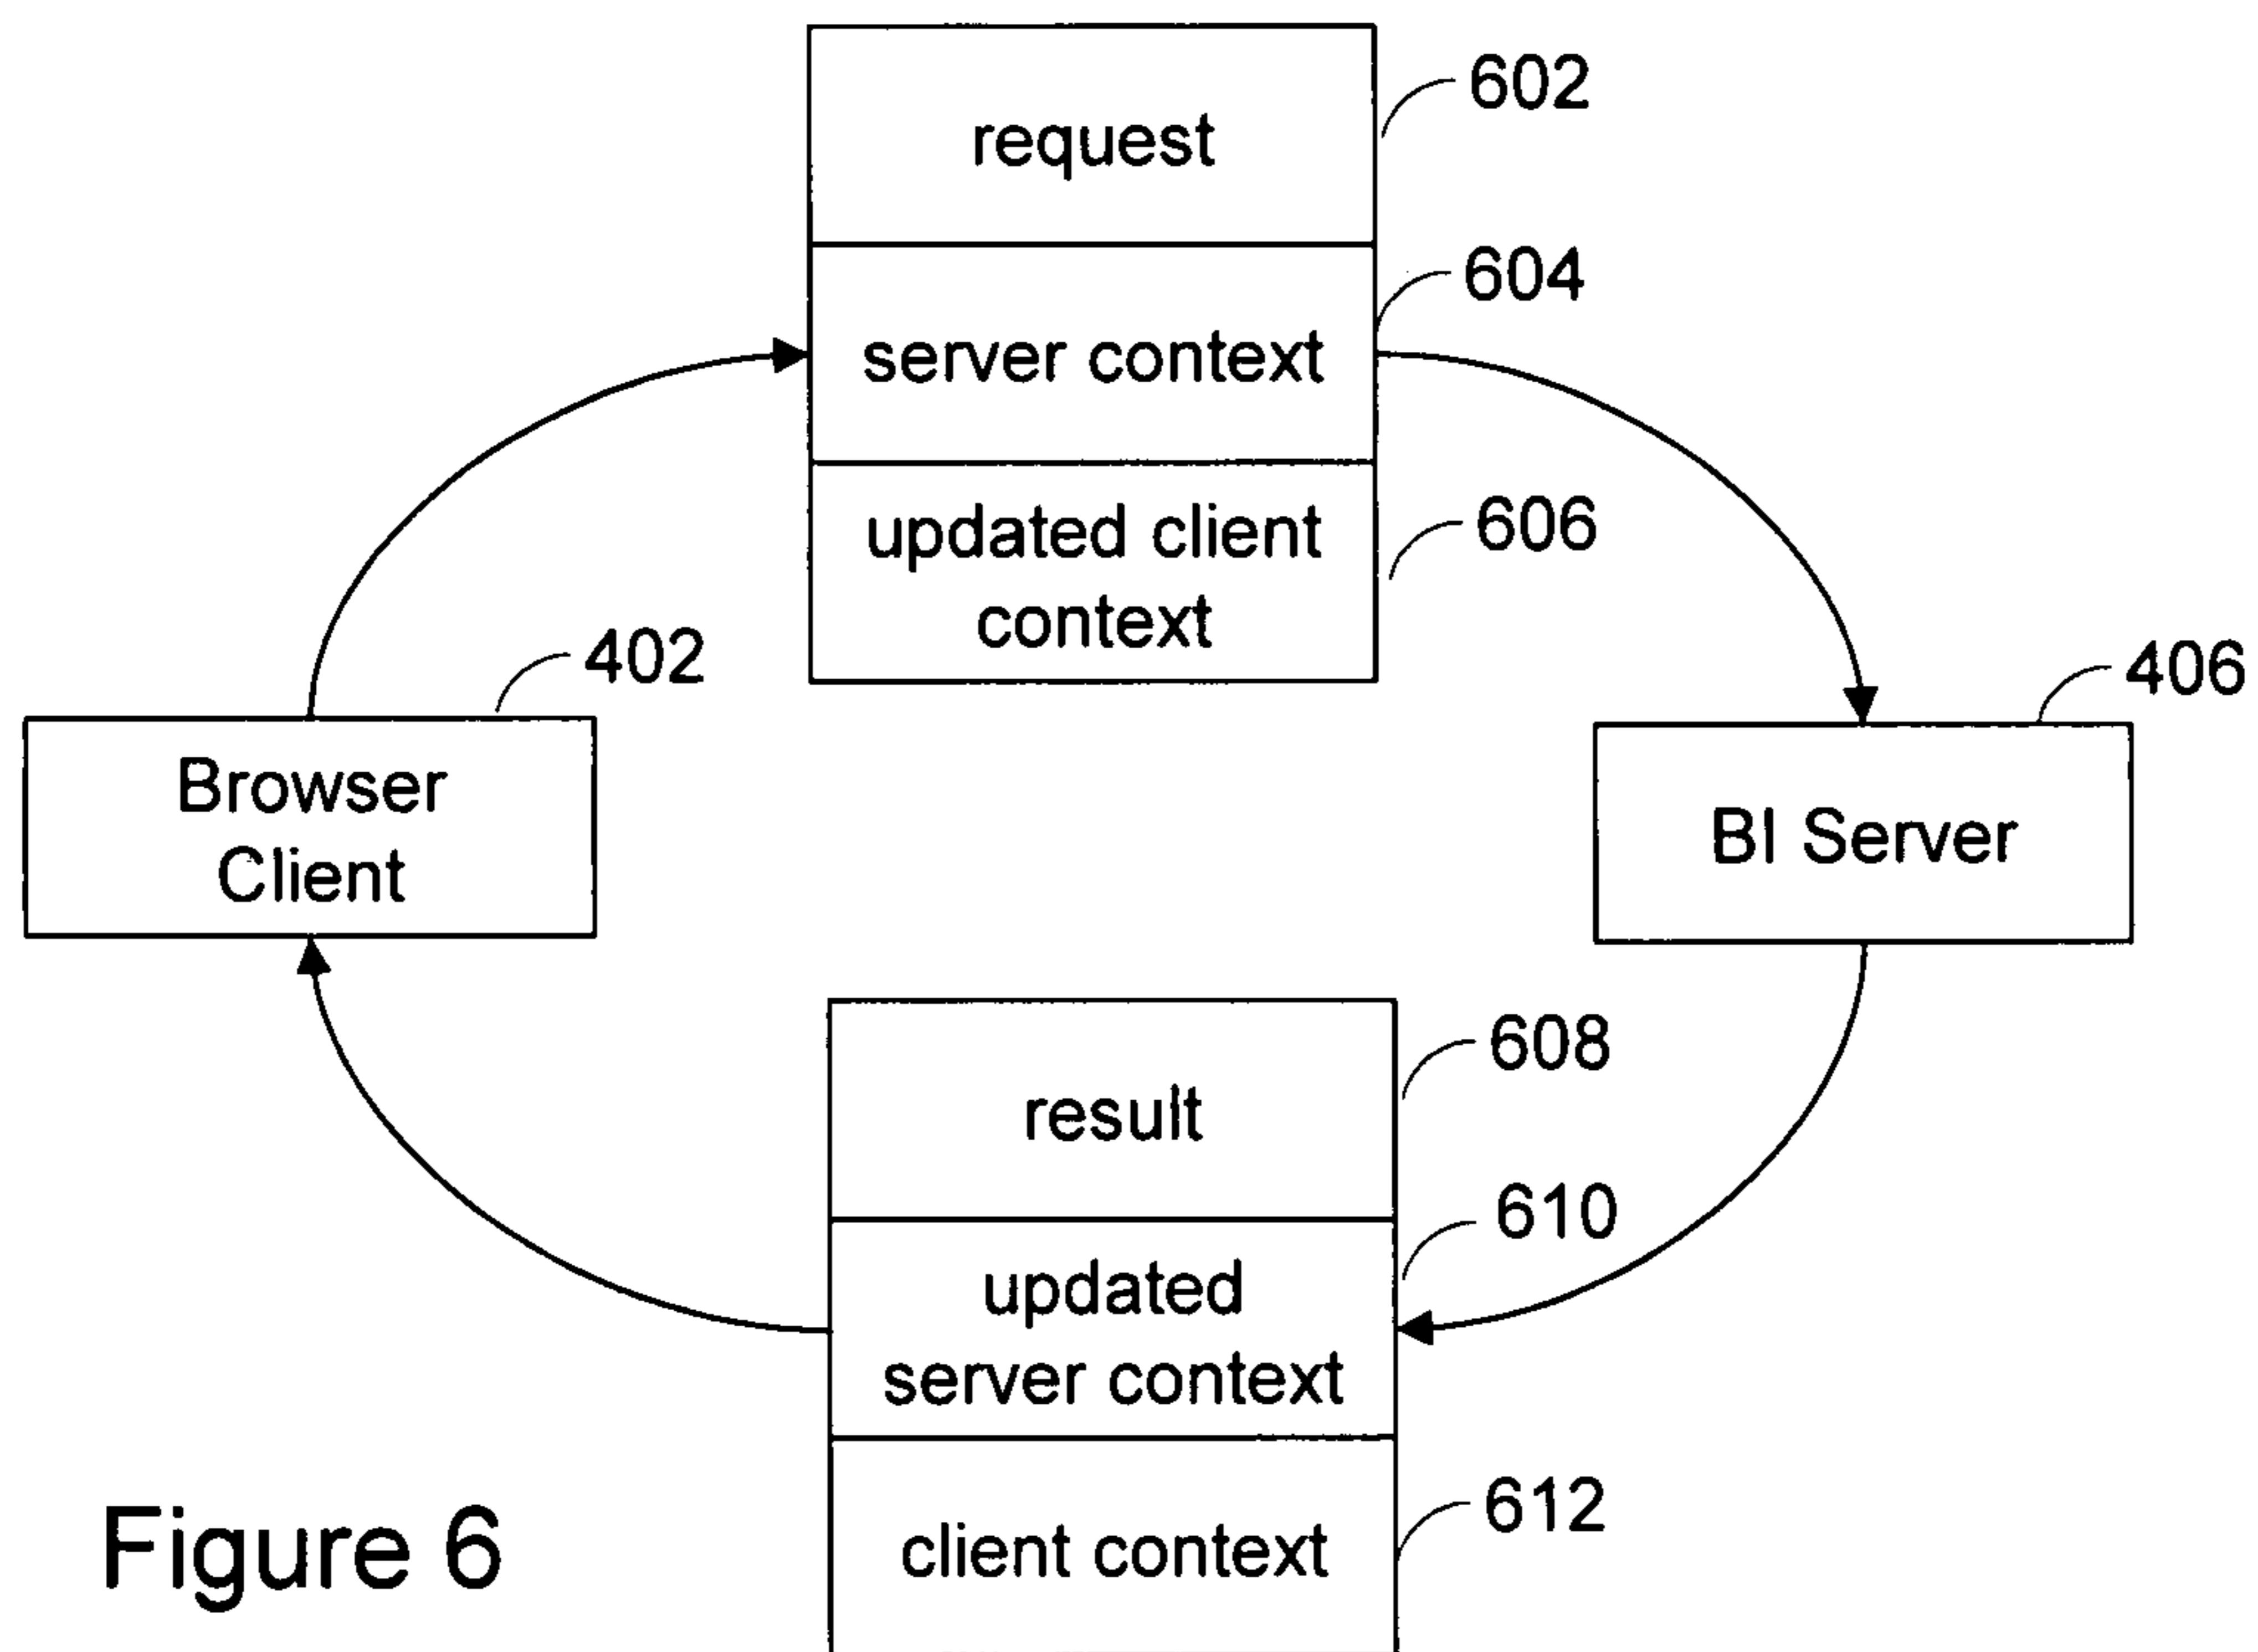 602
request
604
server context
updated client
context
606
402
406
Browser
Client
BI Server
608
result
610
updated
server context
612
client context
Figure 6